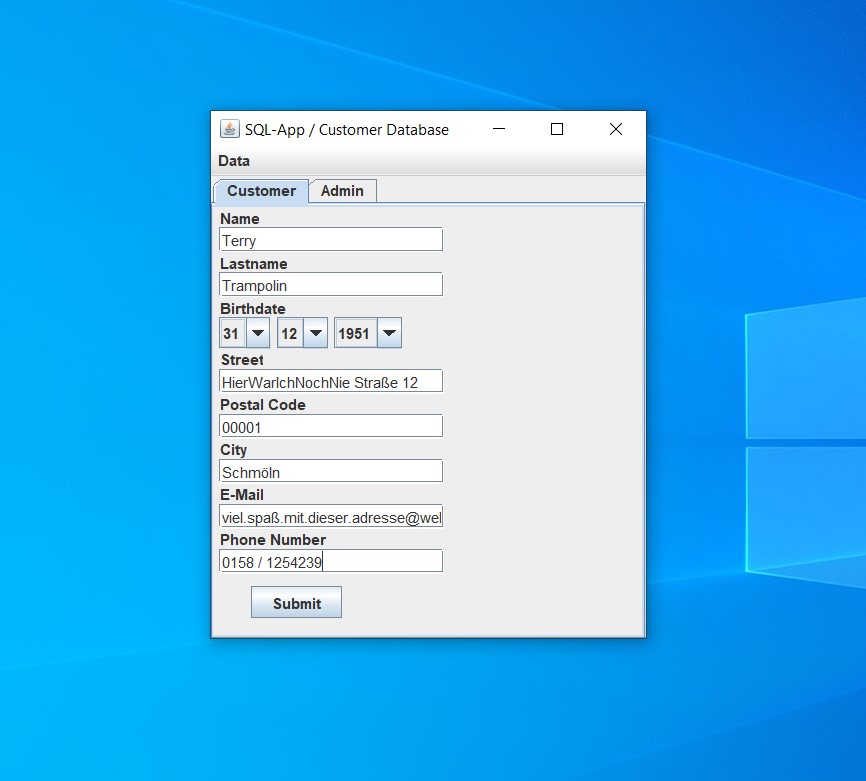 SQL-App / Customer Database
Data
Customer Admin
Name
Terry
Lastname
Trampolin
Birthdate
31 12 1951
Street
HierWarIchNochNie Straße 12
Postal Code
00001
City
Schmöln
E-Mail
viel.spaß.mit.dieser.adresse@wel
Phone Number
0158 / 1254239
Submit